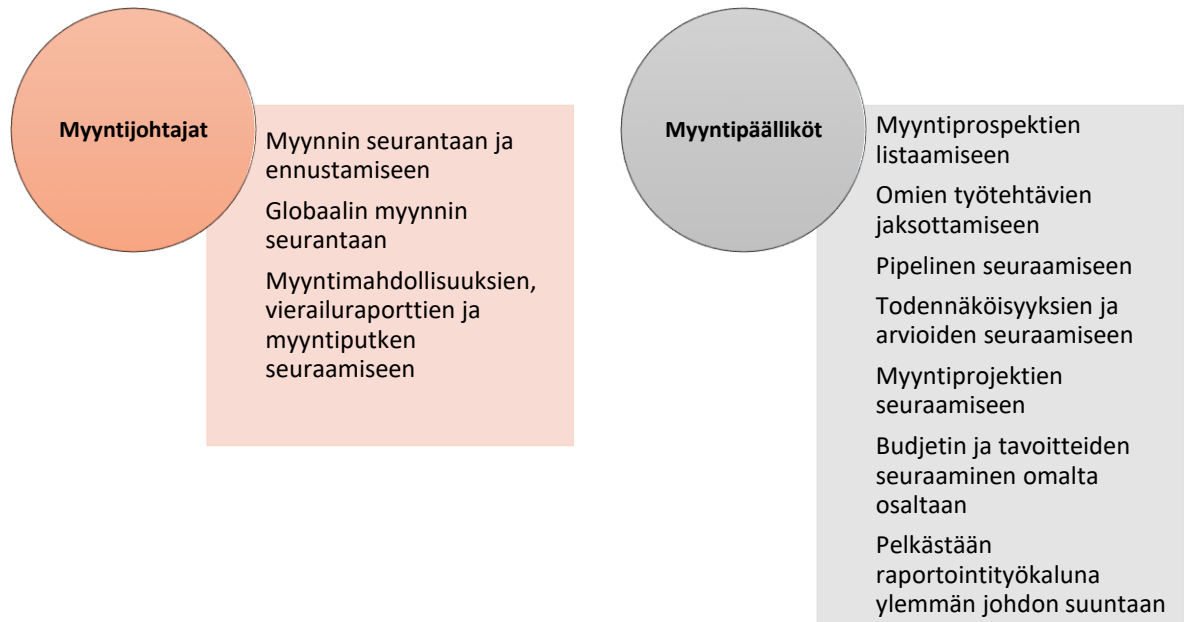 Myyntijohtajat
Myynnin seurantaan ja
ennustamiseen
Globaalin myynnin
seurantaan
Myyntimahdollisuuksien,
vierailuraporttien ja
myyntiputken
seuraamiseen
Myyntipäälliköt
Myyntiprospektien
listaamiseen
Omien työtehtävien
jaksottamiseen
Pipelinen seuraamiseen
Todennäköisyyksien ja
arvioiden seuraamiseen
Myyntiprojektien
seuraamiseen
Budjetin ja tavoitteiden
seuraaminen omalta
osaltaan
Pelkästään
raportointityökaluna
ylemmän johdon suuntaan